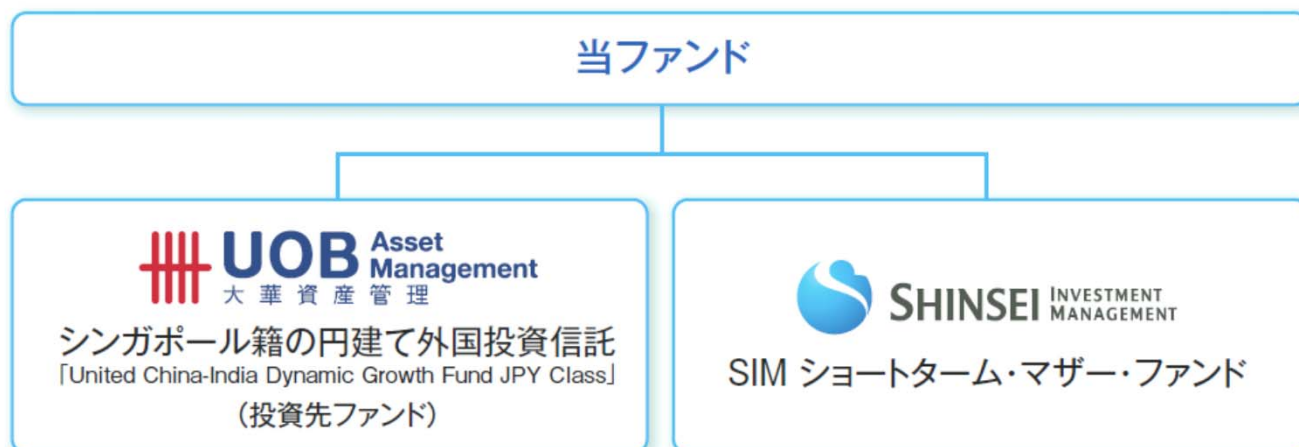 当ファンド
UOB Asset Management
大華資産管理
シンガポール籍の円建て外国投資信託
「United China-India Dynamic Growth Fund JPY Class」
（投資先ファンド）
SHINSEI INVESTMENT MANAGEMENT
SIM ショートターム・マザー・ファンド